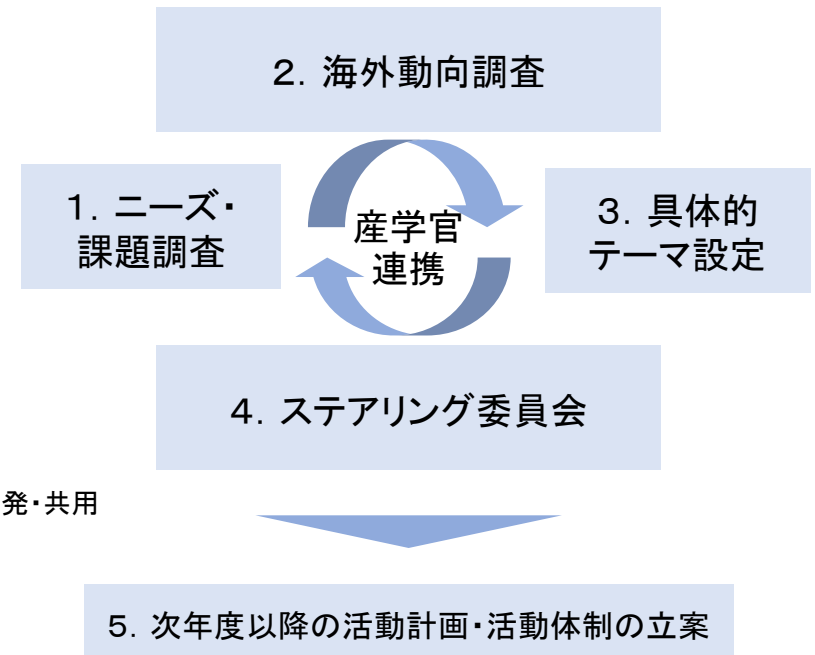 ２．海外動向調査
１．ニーズ・
課題調査
産学官
連携
３．具体的
テーマ設定
４．ステアリング委員会
発・共用
５．次年度以降の活動計画・活動体制の立案